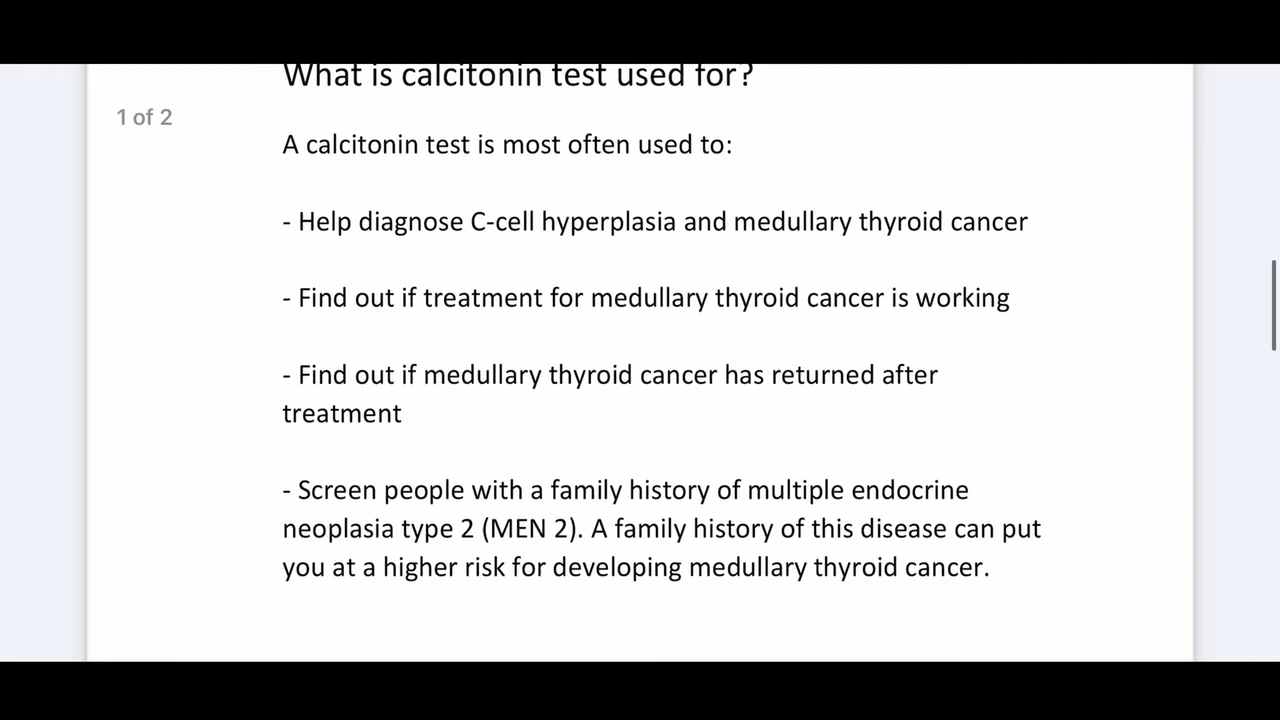 What is calcitonin test used for?
1 of 2
A calcitonin test is most often used to:
- Help diagnose C-cell hyperplasia and medullary thyroid cancer
- Find out if treatment for medullary thyroid cancer is working
- Find out if medullary thyroid cancer has returned after
treatment
- Screen people with a family history of multiple endocrine
neoplasia type 2 (MEN 2). A family history of this disease can put
you at a higher risk for developing medullary thyroid cancer.